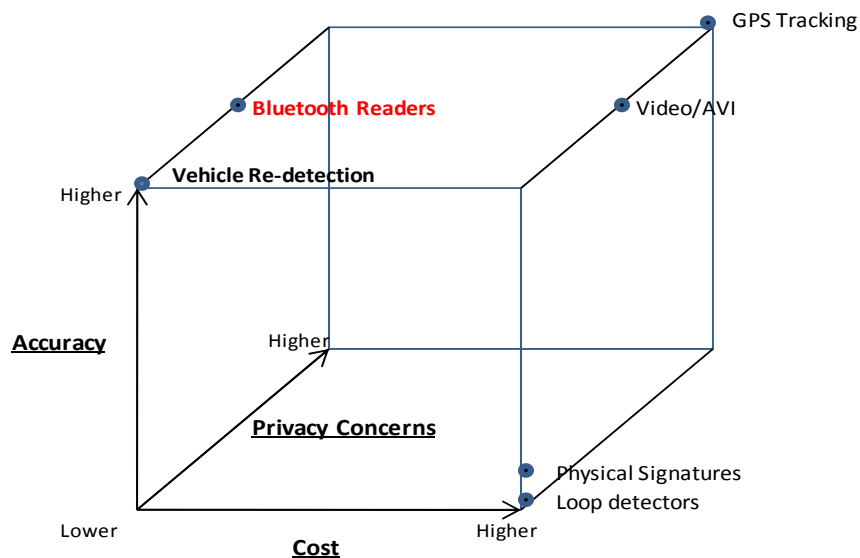 GPS Tracking
Bluetooth Readers
Video/AVI
Vehicle Re-detection
Higher
Accuracy
Higher
Privacy Concerns
Physical Signatures
Loop detectors
Lower
Higher
Cost